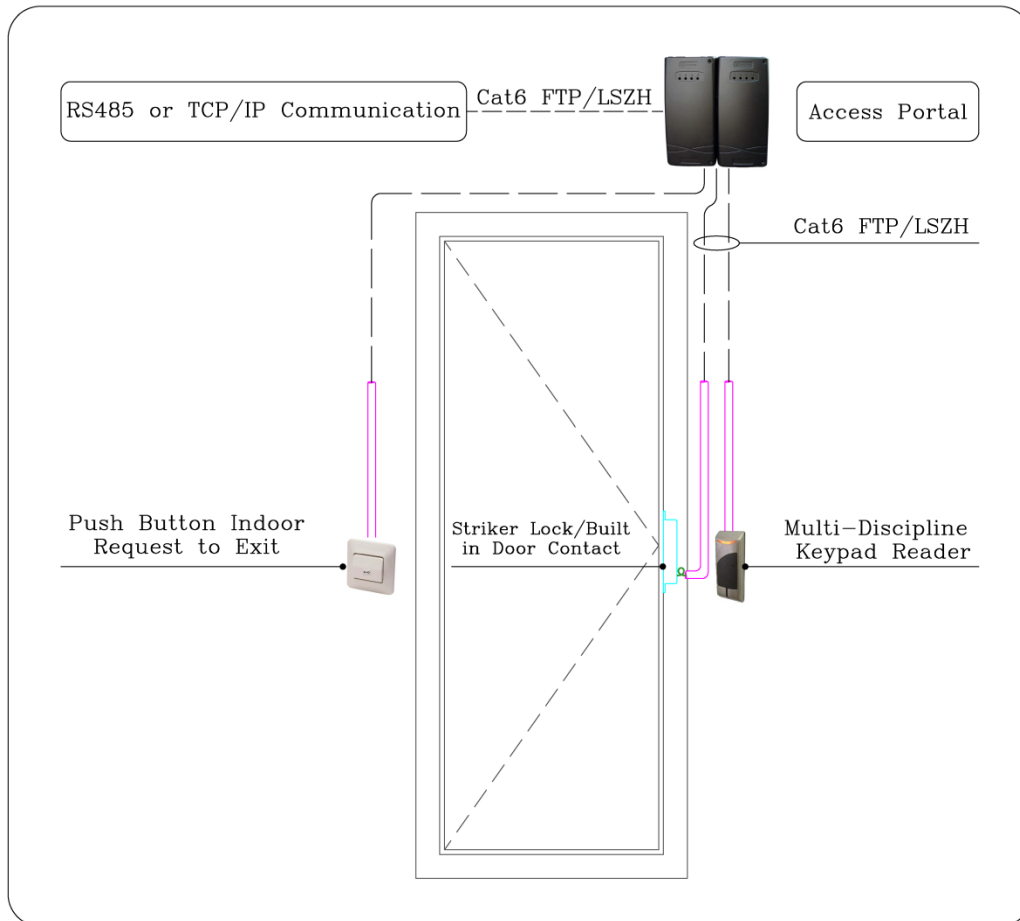 RS485 or TCP/IP Communication
Cat6 FTP/LSZH
Access Portal
Cat6 FTP/LSZH
Push Button Indoor
Request to Exit
Striker Lock/Built
in Door Contact
Multi-Discipline
Keypad Reader